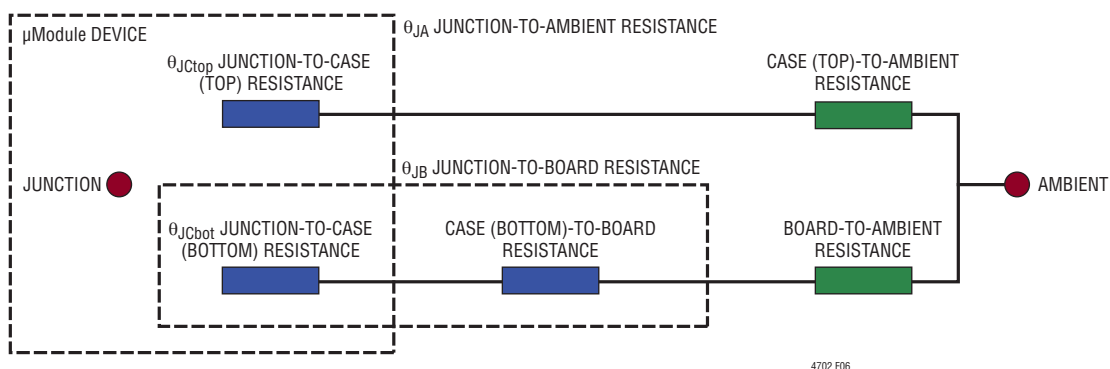 µModule DEVICE
θJA JUNCTION-TO-AMBIENT RESISTANCE
θJCtop JUNCTION-TO-CASE
(TOP) RESISTANCE
CASE (TOP)-TO-AMBIENT
RESISTANCE
JUNCTION
θJB JUNCTION-TO-BOARD RESISTANCE
AMBIENT
θJCbot JUNCTION-TO-CASE
(BOTTOM) RESISTANCE
CASE (BOTTOM)-TO-BOARD
RESISTANCE
BOARD-TO-AMBIENT
RESISTANCE
4702 F06